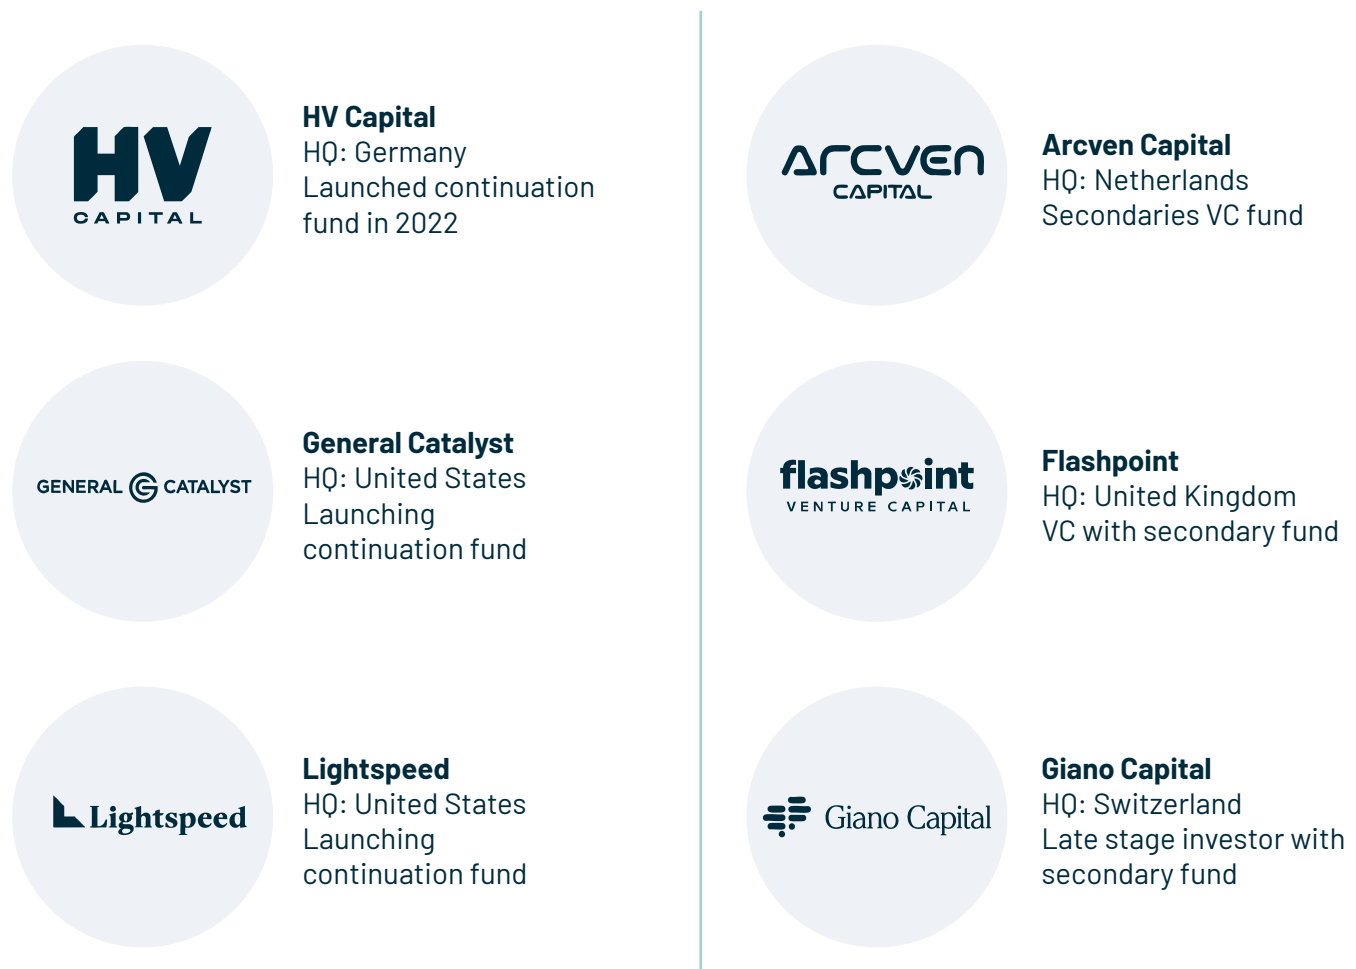 HV
CAPITAL
HV Capital
HQ: Germany
Launched continuation
fund in 2022
GENERAL CATALYST
General Catalyst
HQ: United States
Launching
continuation fund
Lightspeed
Lightspeed
HQ: United States
Launching
continuation fund
ARCVEN
CAPITAL
Arcven Capital
HQ: Netherlands
Secondaries VC fund
flashpoint
VENTURE CAPITAL
Flashpoint
HQ: United Kingdom
VC with secondary fund
Giano Capital
Giano Capital
HQ: Switzerland
Late stage investor with
secondary fund